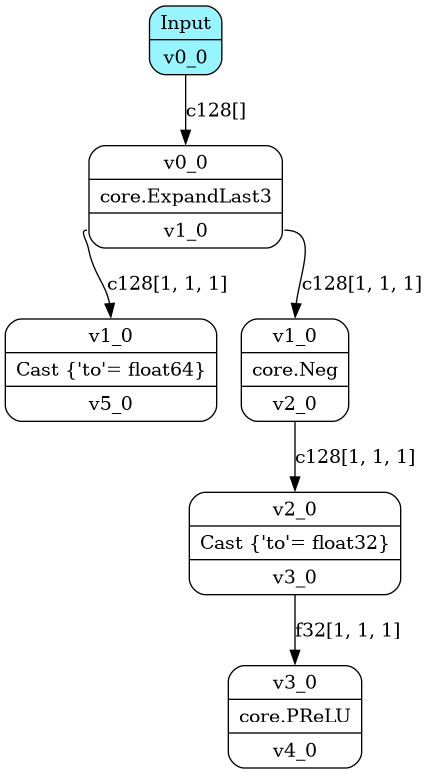 Input
v0_0
c128[]
v0_0
core.ExpandLast3
v1_0
c128[1, 1, 1]
c128[1, 1, 1]
v1_0
Cast {'to'= float64}
v5_0
v1_0
core.Neg
v2_0
c128[1, 1, 1]
v2_0
Cast {'to'= float32}
v3_0
f32[1, 1, 1]
v3_0
core.PReLU
v4_0